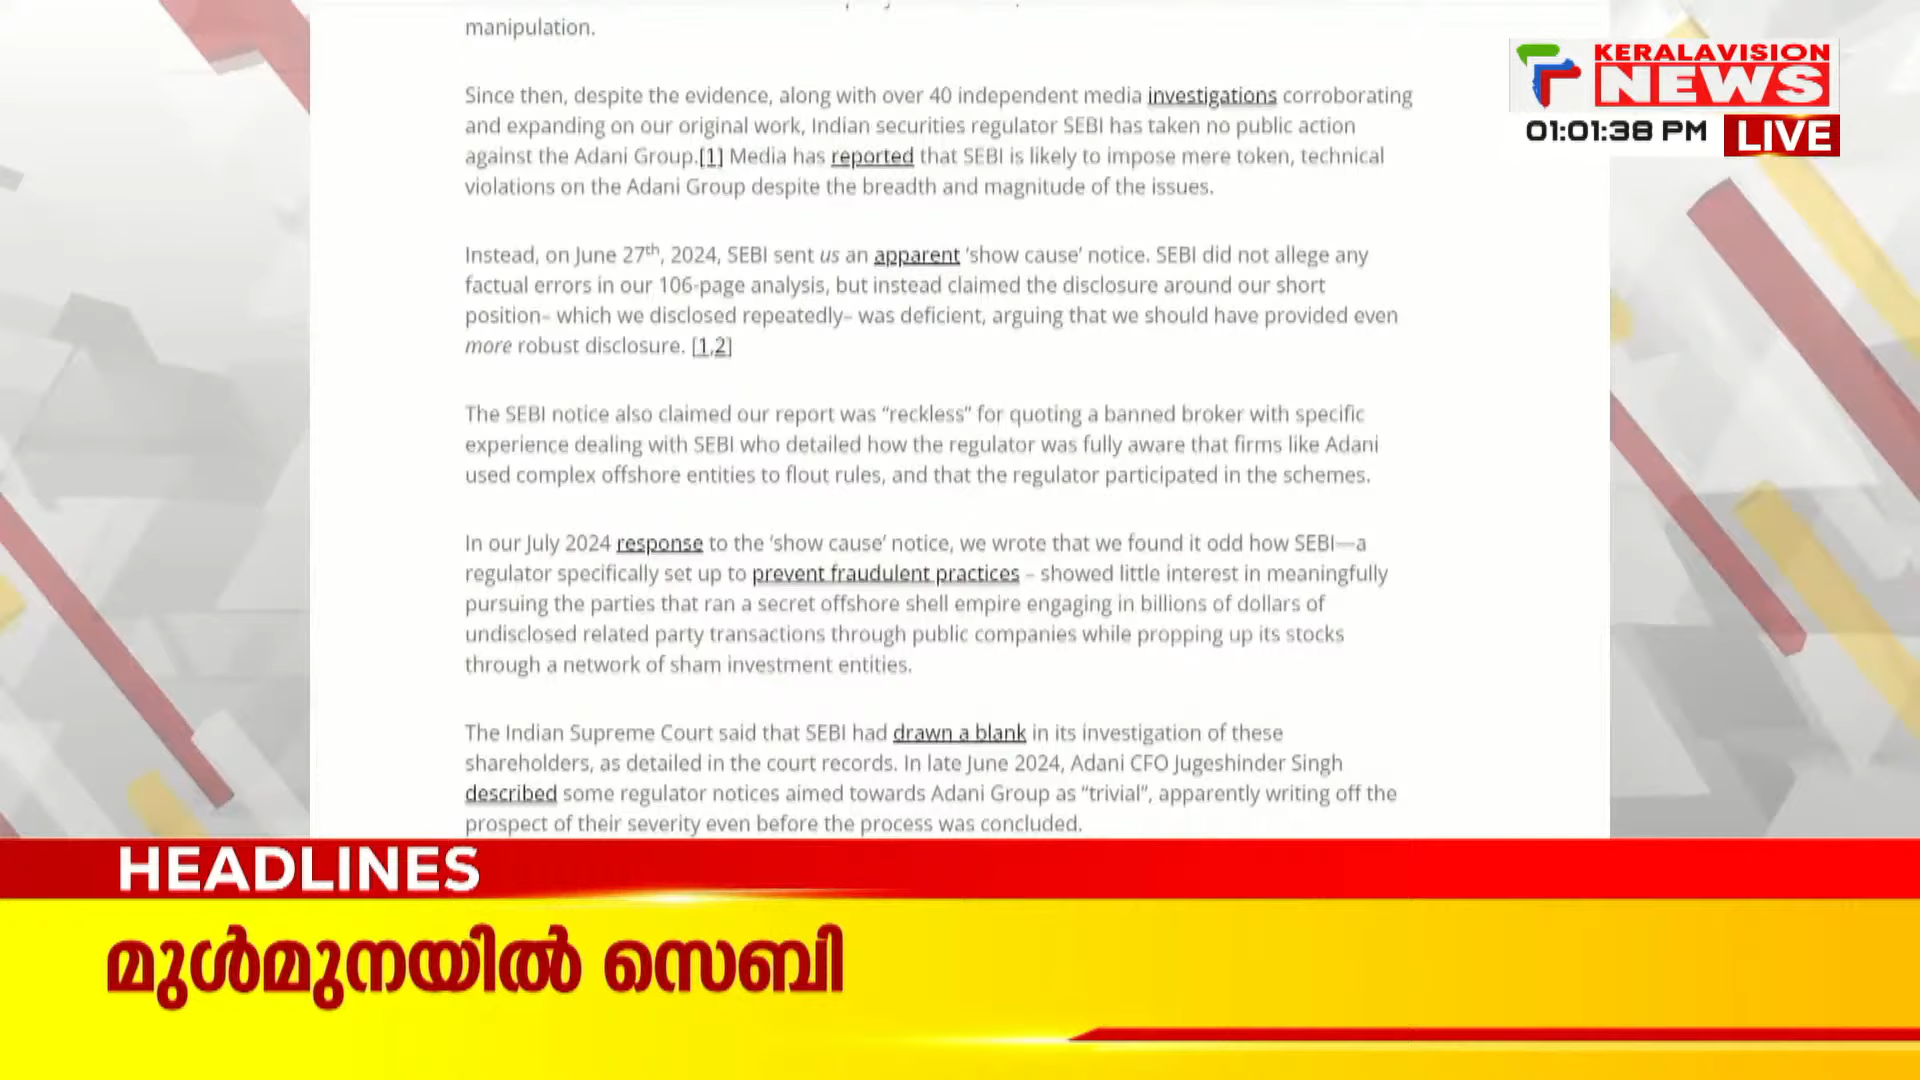 manipulation.
Since then, despite the evidence, along with over 40 independent media investigations corroborating
and expanding on our original work, Indian securities regulator SEBI has taken no public action
against the Adani Group.[1] Media has reported that SEBI is likely to impose mere token, technical
violations on the Adani Group despite the breadth and magnitude of the issues.
Instead, on June 27th, 2024, SEBI sent us an apparent ‘show cause’ notice. SEBI did not allege any
factual errors in our 106-page analysis, but instead claimed the disclosure around our short
position– which we disclosed repeatedly– was deficient, arguing that we should have provided even
more robust disclosure. [1,2]
The SEBI notice also claimed our report was “reckless” for quoting a banned broker with specific
experience dealing with SEBI who detailed how the regulator was fully aware that firms like Adani
used complex offshore entities to flout rules, and that the regulator participated in the schemes.
In our July 2024 response to the ‘show cause’ notice, we wrote that we found it odd how SEBI—a
regulator specifically set up to prevent fraudulent practices – showed little interest in meaningfully
pursuing the parties that ran a secret offshore shell empire engaging in billions of dollars of
undisclosed related party transactions through public companies while propping up its stocks
through a network of sham investment entities.
The Indian Supreme Court said that SEBI had drawn a blank in its investigation of these
shareholders, as detailed in the court records. In late June 2024, Adani CFO Jugeshinder Singh
described some regulator notices aimed towards Adani Group as “trivial”, apparently writing off the
prospect of their severity even before the process was concluded.
KERALAVISION
NEWS
01:01:38 PM LIVE
HEADLINES
മുൾമുനയിൽ സെബി